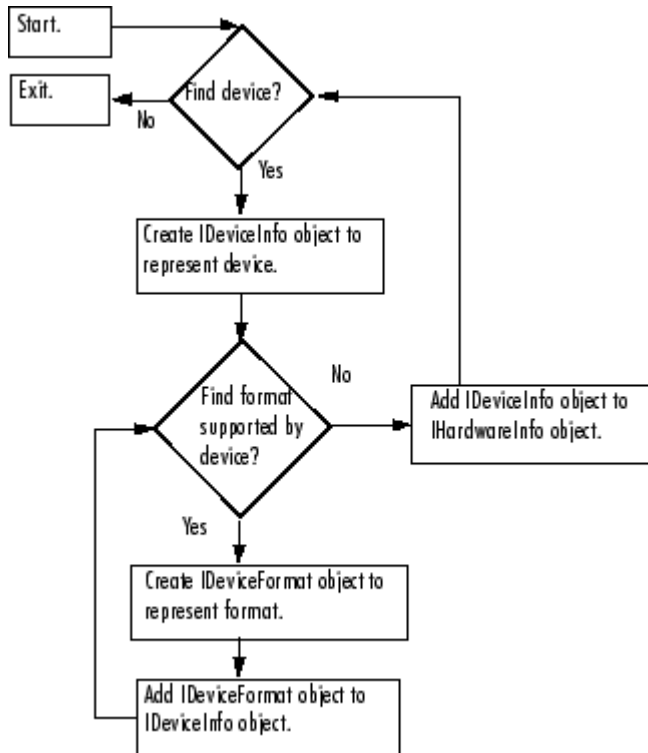 Start.
Exit.
Find device?
No
Yes
Create IDeviceInfo object to
represent device.
No
Find format
supported by
device?
Add IDeviceInfo object to
IHardwareInfo object.
Yes
Create IDeviceFormat object to
represent format.
Add IDeviceFormat object to
IDeviceInfo object.